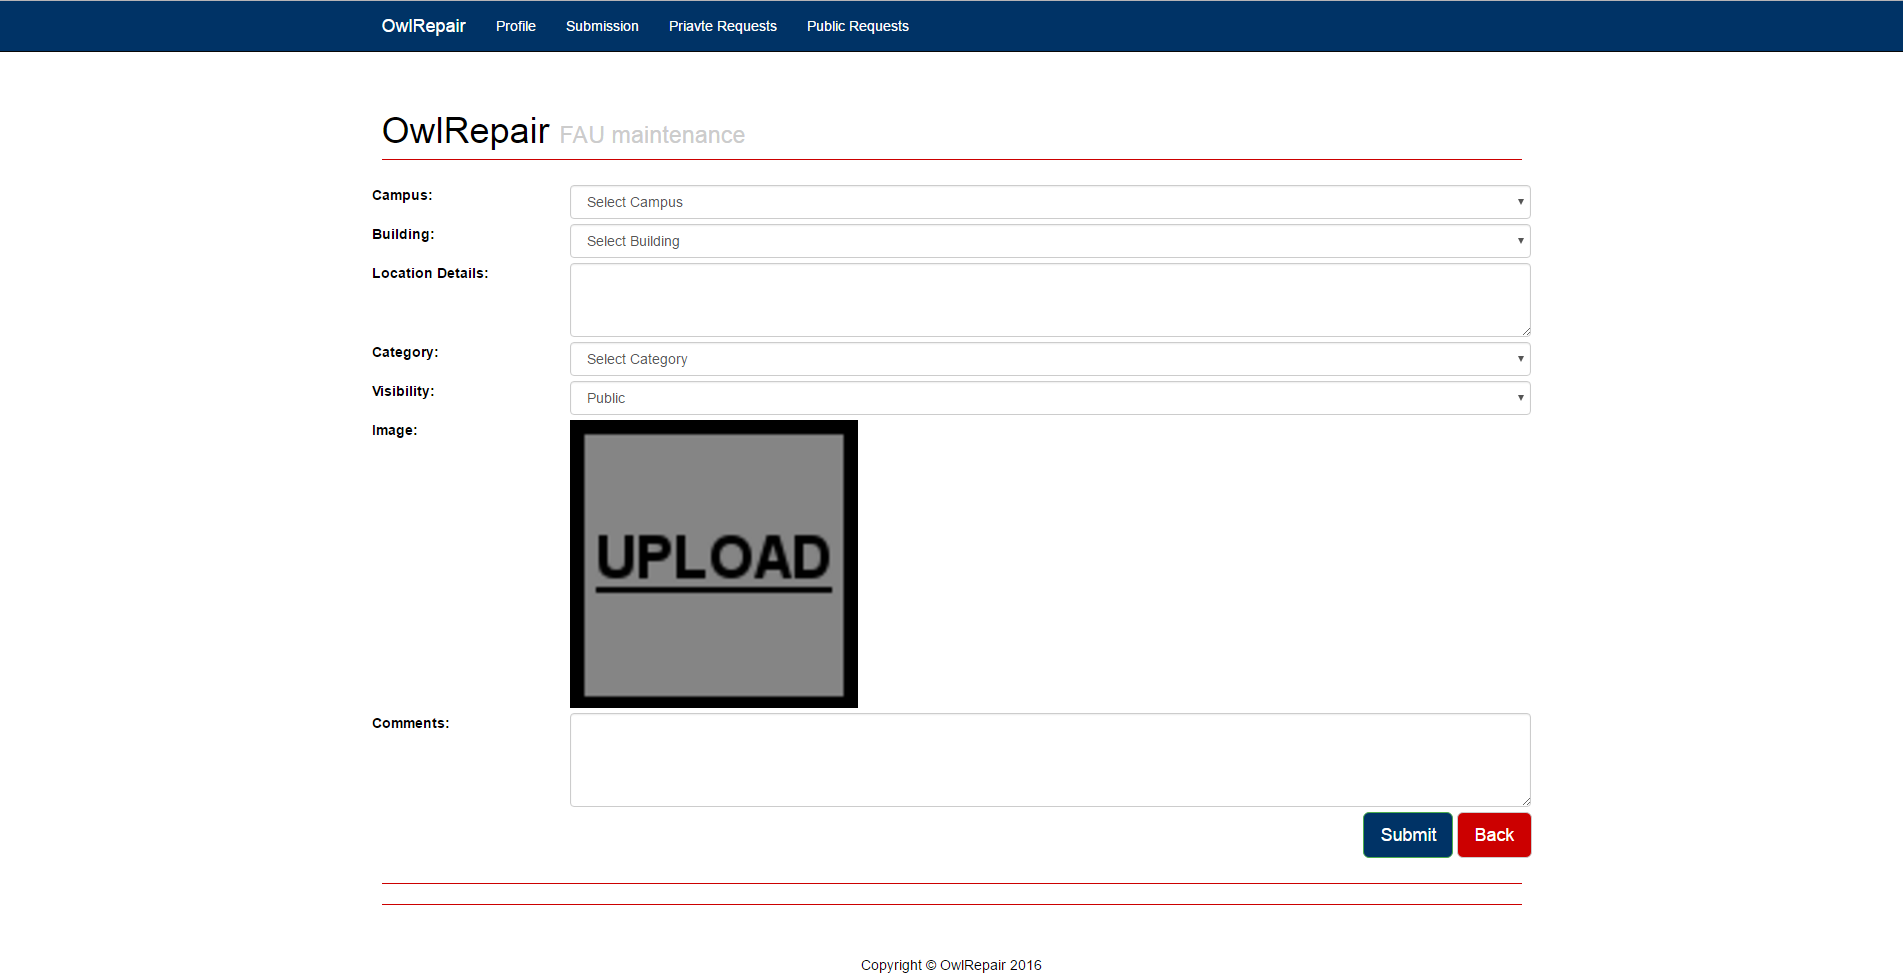 OwlRepair Profile Submission Priavte Requests Public Requests
OwlRepair FAU maintenance
Campus: Select Campus
Building: Select Building
Location Details:
Category: Select Category
Visibility: Public
Image:
UPLOAD
Comments:
Submit Back
Copyright © OwlRepair 2016